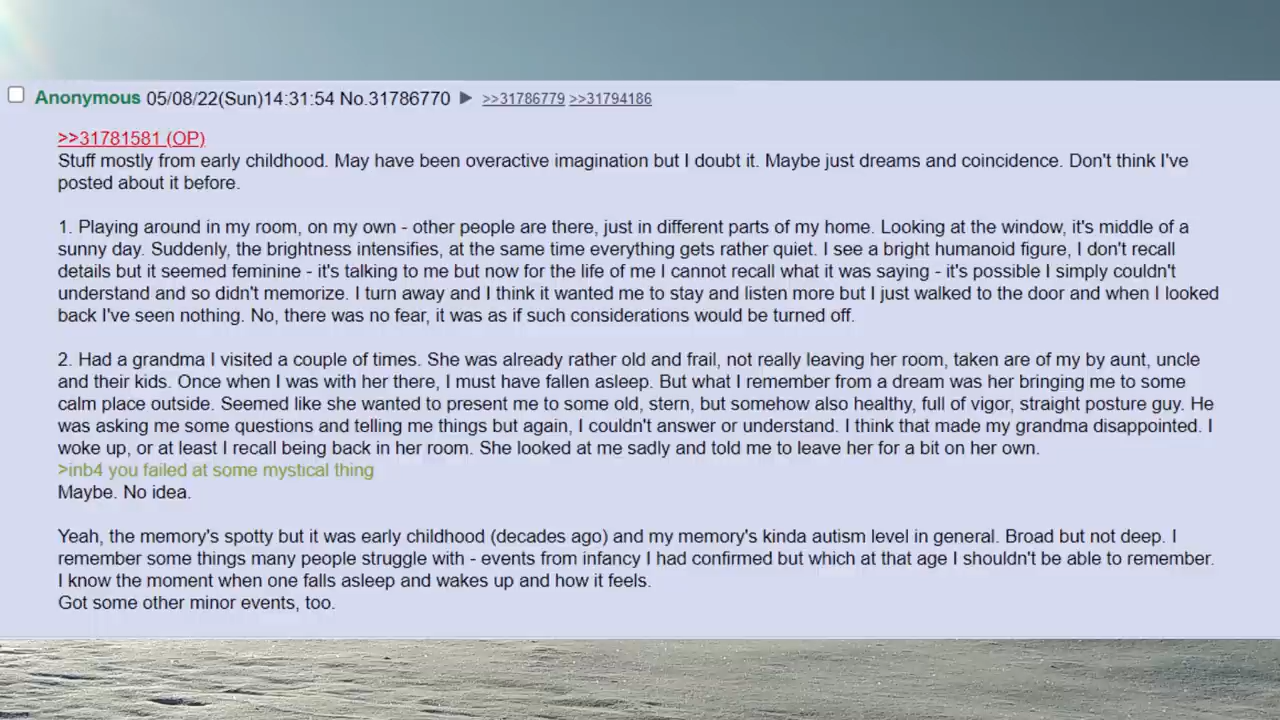 Anonymous 05/08/22(Sun)14:31:54 No.31786770 ▶ >>31786779 >>31794186
>>31781581 (OP)
Stuff mostly from early childhood. May have been overactive imagination but I doubt it. Maybe just dreams and coincidence. Don't think I've
posted about it before.
1. Playing around in my room, on my own - other people are there, just in different parts of my home. Looking at the window, it's middle of a
sunny day. Suddenly, the brightness intensifies, at the same time everything gets rather quiet. I see a bright humanoid figure, I don't recall
details but it seemed feminine - it's talking to me but now for the life of me I cannot recall what it was saying - it's possible I simply couldn't
understand and so didn't memorize. I turn away and I think it wanted me to stay and listen more but I just walked to the door and when I looked
back I've seen nothing. No, there was no fear, it was as if such considerations would be turned off.
2. Had a grandma I visited a couple of times. She was already rather old and frail, not really leaving her room, taken are of my by aunt, uncle
and their kids. Once when I was with her there, I must have fallen asleep. But what I remember from a dream was her bringing me to some
calm place outside. Seemed like she wanted to present me to some old, stern, but somehow also healthy, full of vigor, straight posture guy. He
was asking me some questions and telling me things but again, I couldn't answer or understand. I think that made my grandma disappointed. I
woke up, or at least I recall being back in her room. She looked at me sadly and told me to leave her for a bit on her own.
>inb4 you failed at some mystical thing
Maybe. No idea.
Yeah, the memory's spotty but it was early childhood (decades ago) and my memory's kinda autism level in general. Broad but not deep. I
remember some things many people struggle with - events from infancy I had confirmed but which at that age I shouldn't be able to remember.
I know the moment when one falls asleep and wakes up and how it feels.
Got some other minor events, too.